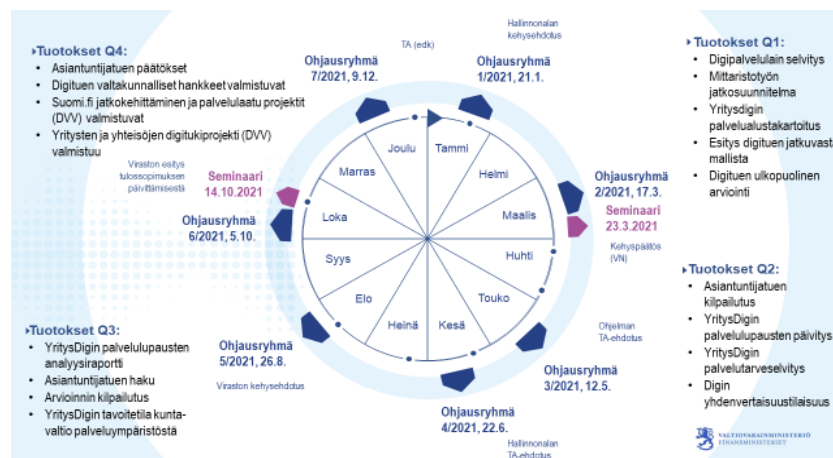 Tuotokset Q4:
Asiantuntijatuen päätökset
Digituen valtakunnalliset hankkeet valmistuvat
Suomi.fi jatkokehittäminen ja palvelulaatu projektit
(DVV) valmistuvat
Yritysten ja yhteisöjen digitukiprojekti (DVV)
valmistuu
TA (edk)
Ohjausryhmä
7/2021, 9.12.
Hallinnonalan
kehysehdotus
Ohjausryhmä
1/2021, 21.1.
Tuotokset Q1:
Digipalvelulain selvitys
Mittaristotyön
jatkosuunnitelma
Yritysdigin
palvelualustakartoitus
Esitys digituen jatkuvasta
mallista
Digituen ulkopuolinen
arviointi
Viraston esitys
tulossopimuksen
päivittämisestä
Seminaari
14.10.2021
Ohjausryhmä
6/2021, 5.10.
Joulu
Tammi
Marras
Helmi
Loka
Maalis
Syys
Huhti
Elo
Touko
Heinä
Kesä
Ohjausryhmä
2/2021, 17.3.
Seminaari
23.3.2021
Kehyspäätös
(VN)
Tuotokset Q2:
Asiantuntijatuen
kilpailutus
YritysDigin
palvelulupausten päivitys
YritysDigin
palvelutarveselvitys
Digin
yhdenvertaisuustilaisuus
Tuotokset Q3:
YritysDigin palvelulupausten
analyysiraportti
Asiantuntijatuen haku
Arvioinnin kilpailutus
YritysDigin tavoitetila kunta-
valtio palveluympäristöstä
Ohjausryhmä
5/2021, 26.8.
Viraston kehysehdotus
Ohjelman
TA-ehdotus
Ohjausryhmä
3/2021, 12.5.
Ohjausryhmä
4/2021, 22.6.
Hallinnonalan
TA-ehdotus
VALTIOVARAINMINISTERIÖ
FINANSMINISTERIET